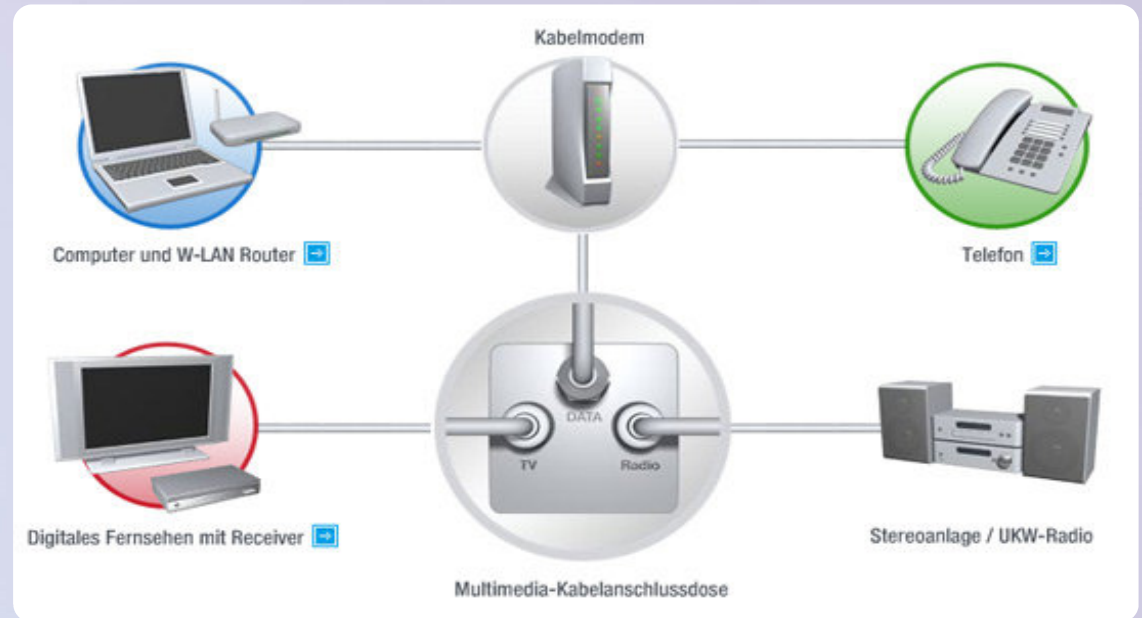 Kabelmodem
Computer und W-LAN Router
Telefon
DATA
TV
Radio
Digitales Fernsehen mit Receiver
Stereoanlage / UKW-Radio
Multimedia-Kabelanschlussdose